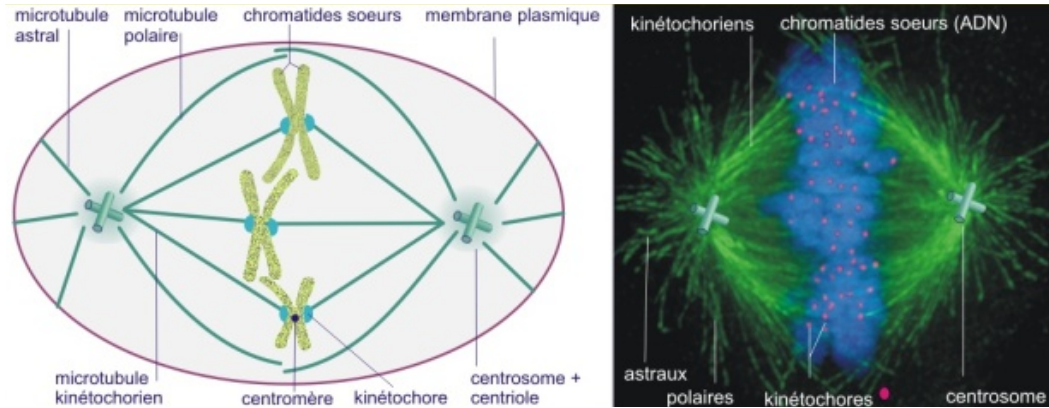 microtubule
astral
microtubule
polaire
chromatides soeurs
membrane plasmique
microtubule
kinétochorien
centromère
kinétochore
centrosome +
centriole
kinétochoriens
chromatides soeurs (ADN)
astraux
polaires
kinétochores
centrosome